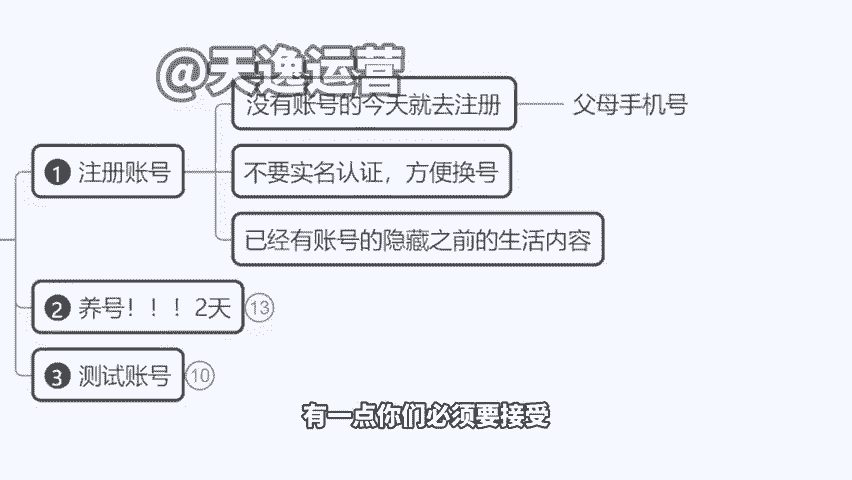 @天逸运营
没有账号的今天就去注册
父母手机号
1 注册账号
不要实名认证，方便换号
已经有账号的隐藏之前的生活内容
2 养号！！！2天 13
3 测试账号 10
有一点你们必须要接受